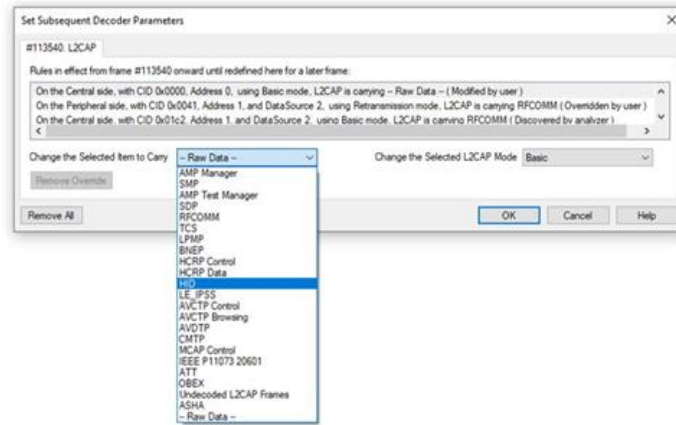 Set Subsequent Decoder Parameters
#113540: L2CAP
Rules in effect from frame #113540 onward until redefined here for a later frame:
On the Central side, with CID 0x0000, Address 0, using Basic mode, L2CAP is carrying -- Raw Data -- ( Modified by user )
On the Peripheral side, with CID 0x0041, Address 1, and DataSource 2, using Retransmission mode, L2CAP is carrying RFCOMM ( Overridden by user )
On the Central side, with CID 0x01c2, Address 1, and DataSource 2, using Basic mode, L2CAP is carrying RFCOMM ( Discovered by analyzer )
Change the Selected Item to Carry -- Raw Data -- Change the Selected L2CAP Mode Basic
Remove Override
Remove All OK Cancel Help
AMP Manager
SMP
AMP Test Manager
SDP
RFCOMM
TCS
LPMP
BNEP
HCRP Control
HCRP Data
HID
LE_IPSS
AVCTP Control
AVCTP Browsing
AVDTP
CMTP
MCAP Control
IEEE P11073 20601
ATT
OBEX
Undecoded L2CAP Frames
ASHA
-- Raw Data --